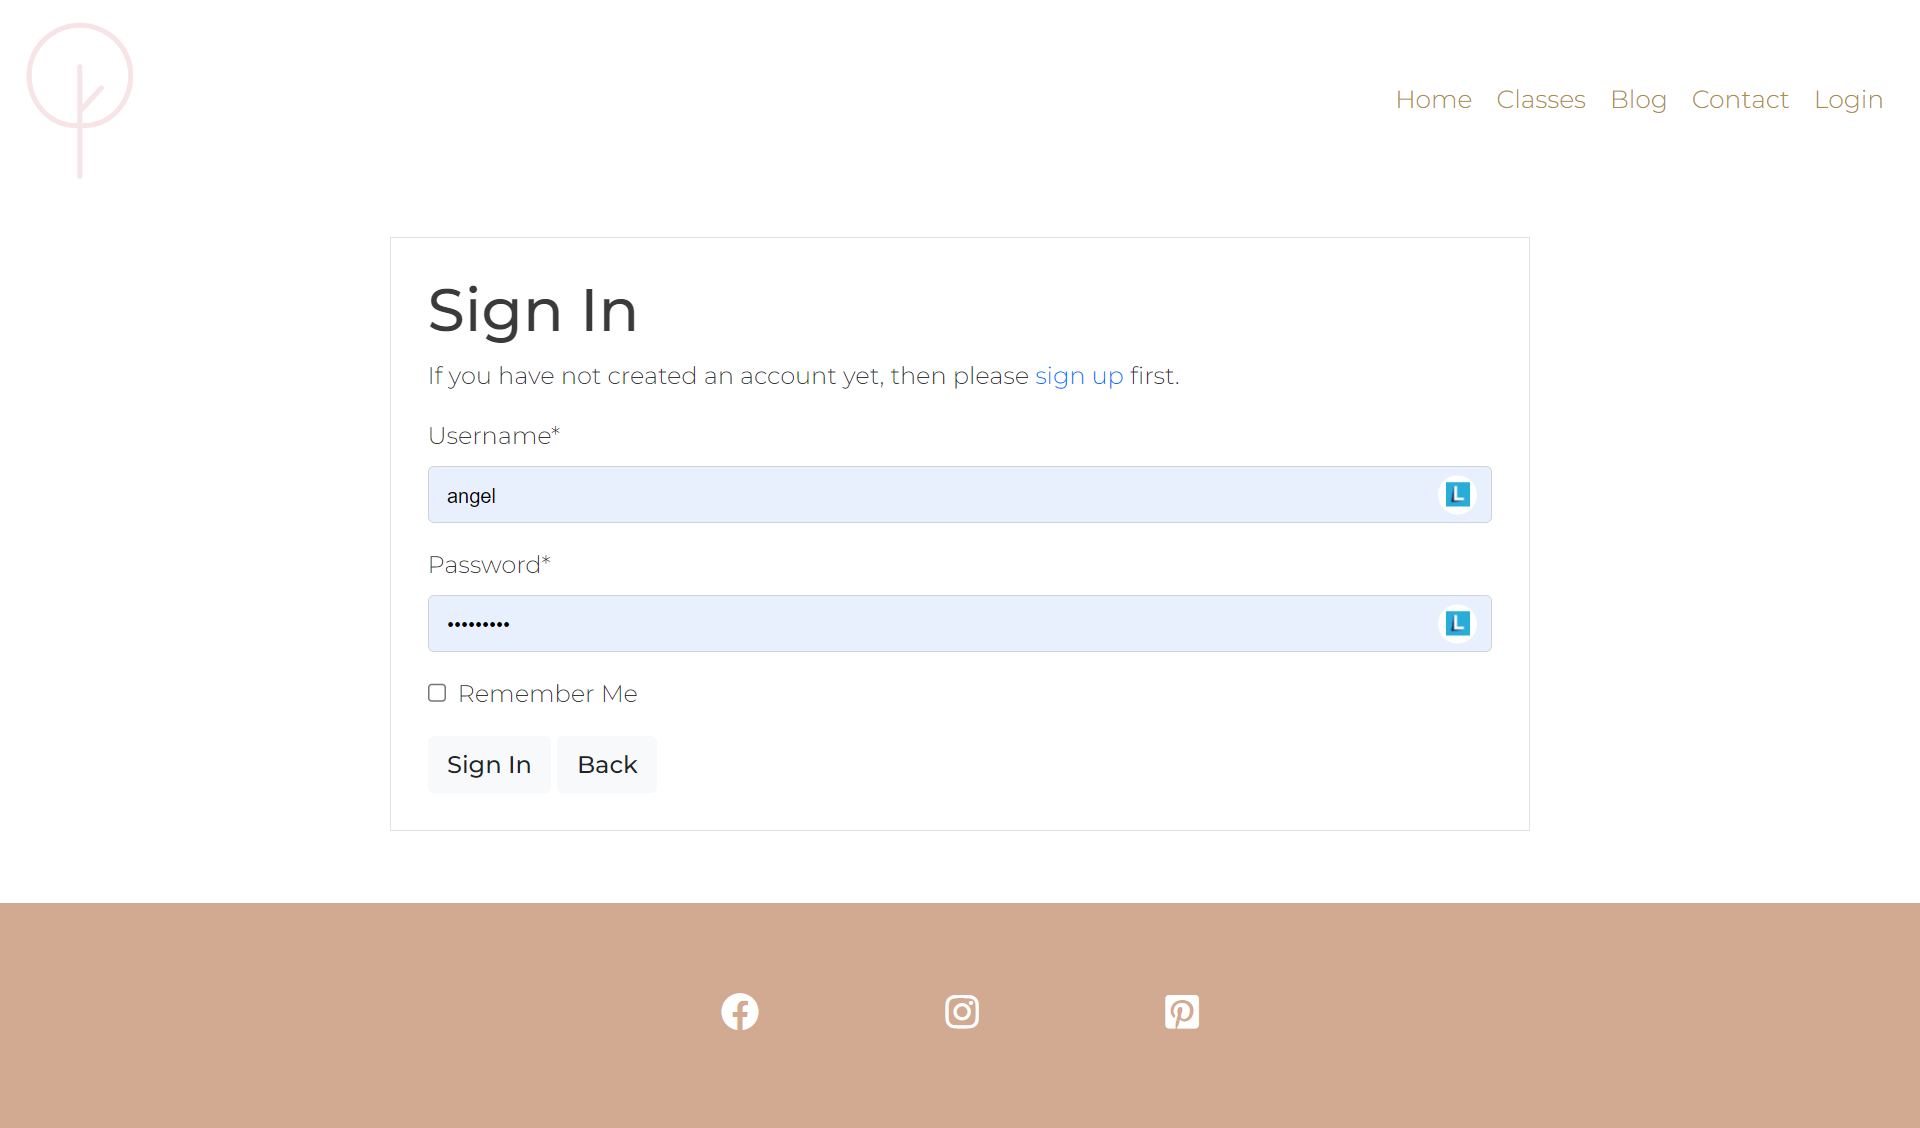 Home Classes Blog Contact Login
Sign In
If you have not created an account yet, then please sign up first.
Username*
angel
L
Password*
•••••••••
L
Remember Me
Sign In Back